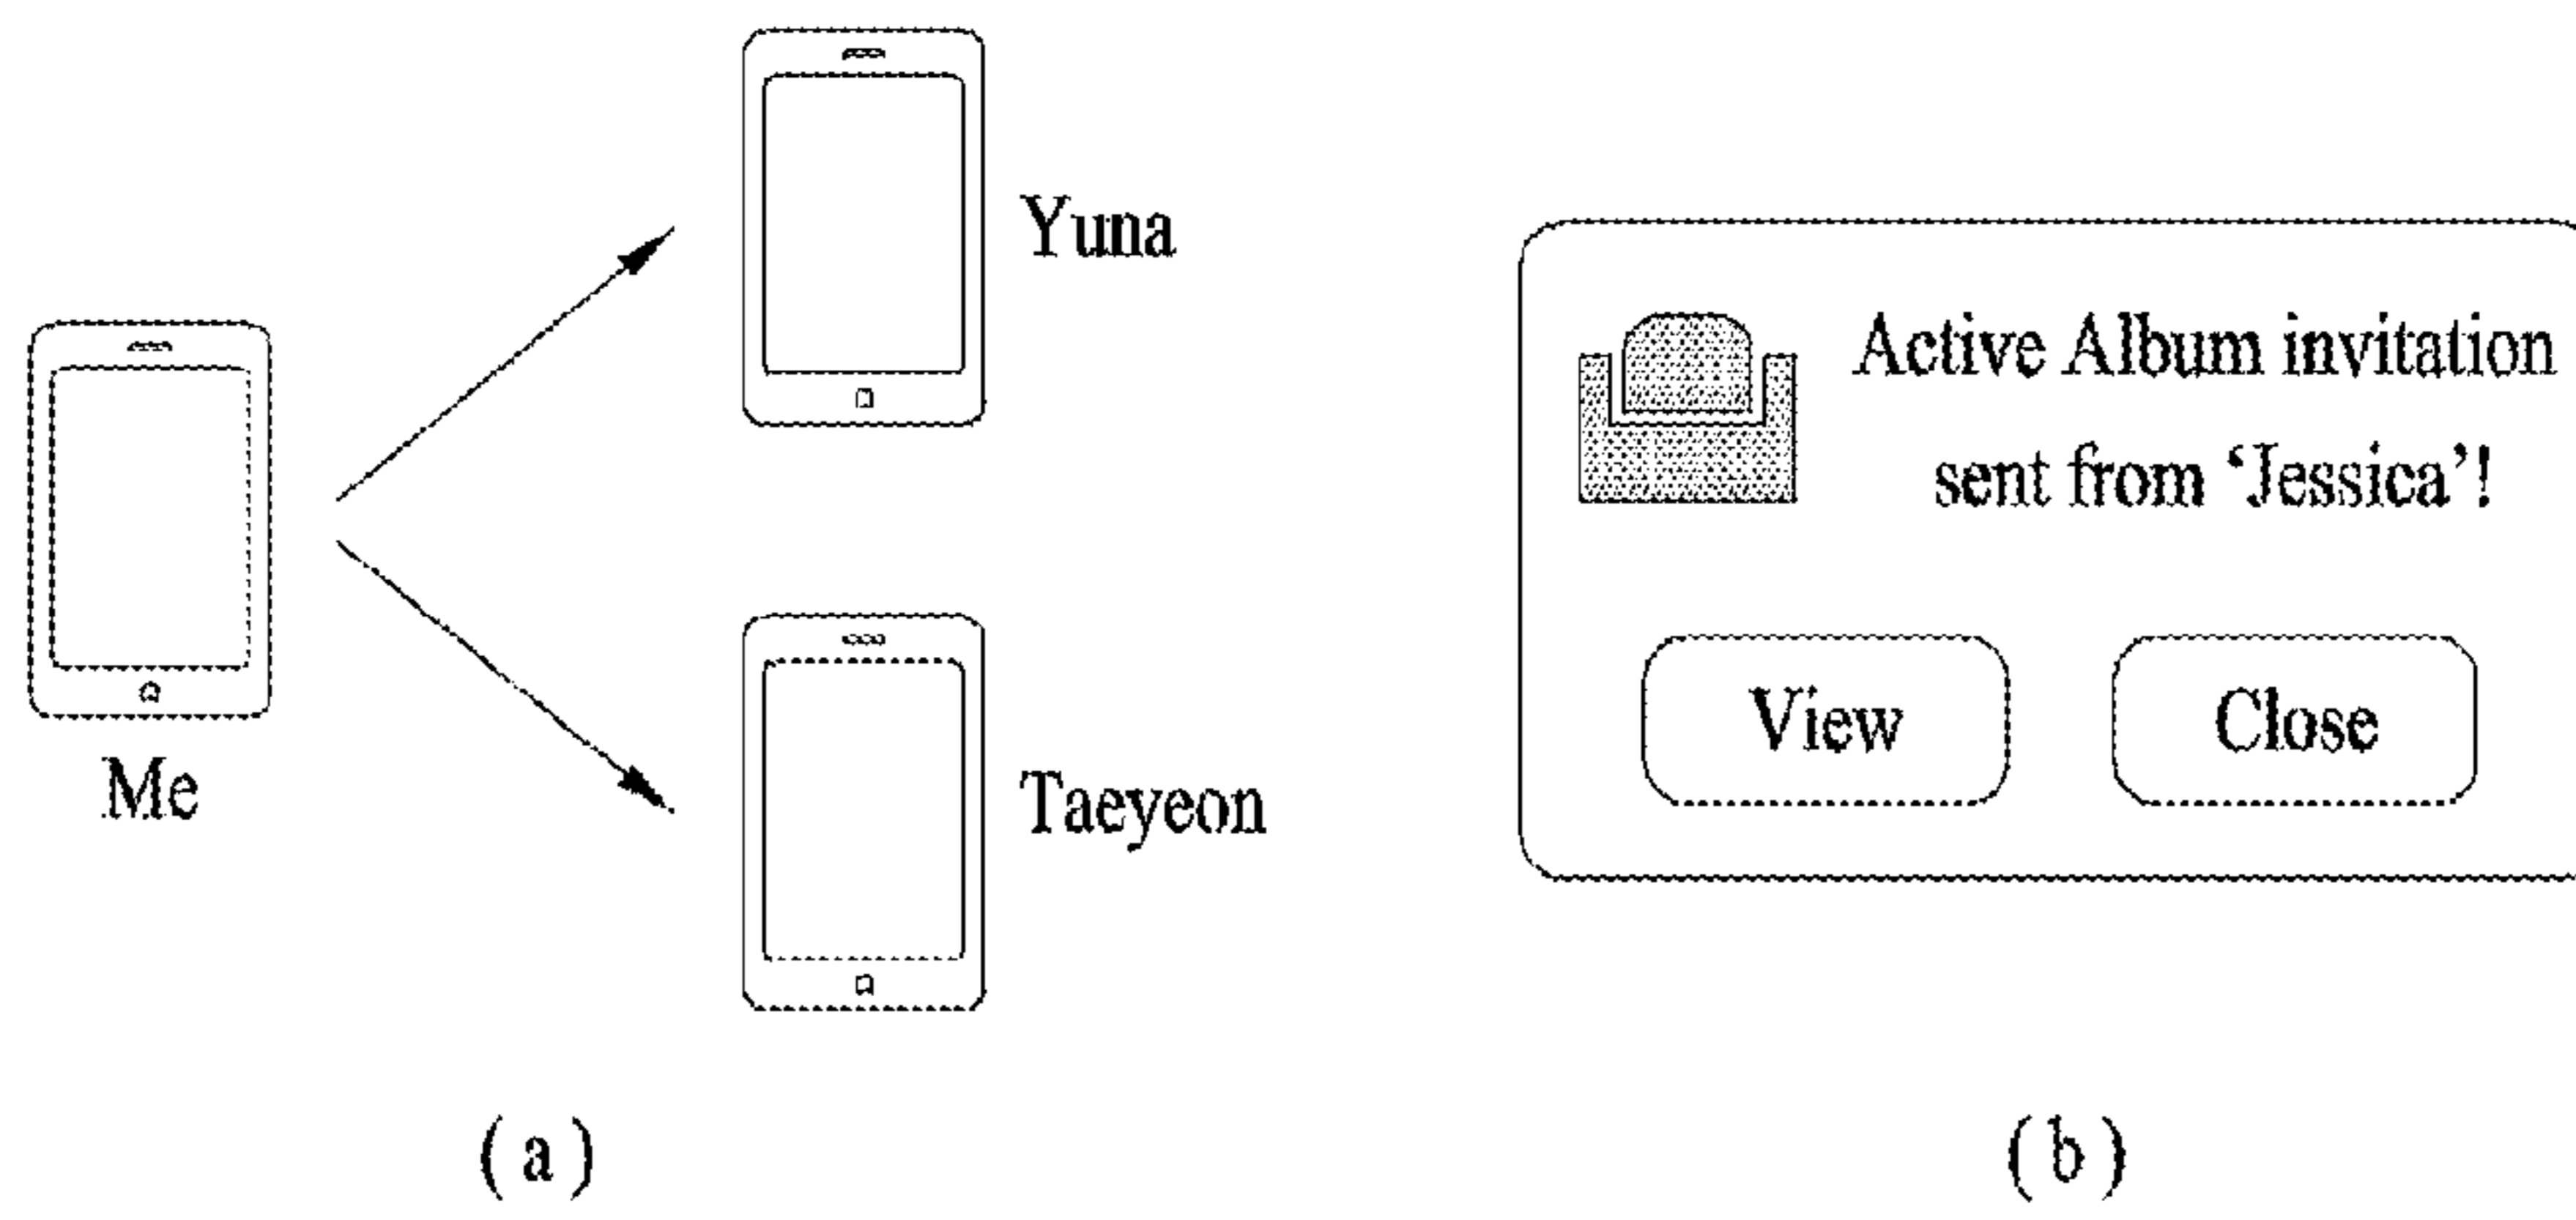 Yuna
Me
Taeyeon
(a)
Active Album invitation
sent from ‘Jessica’!
View Close
(b)